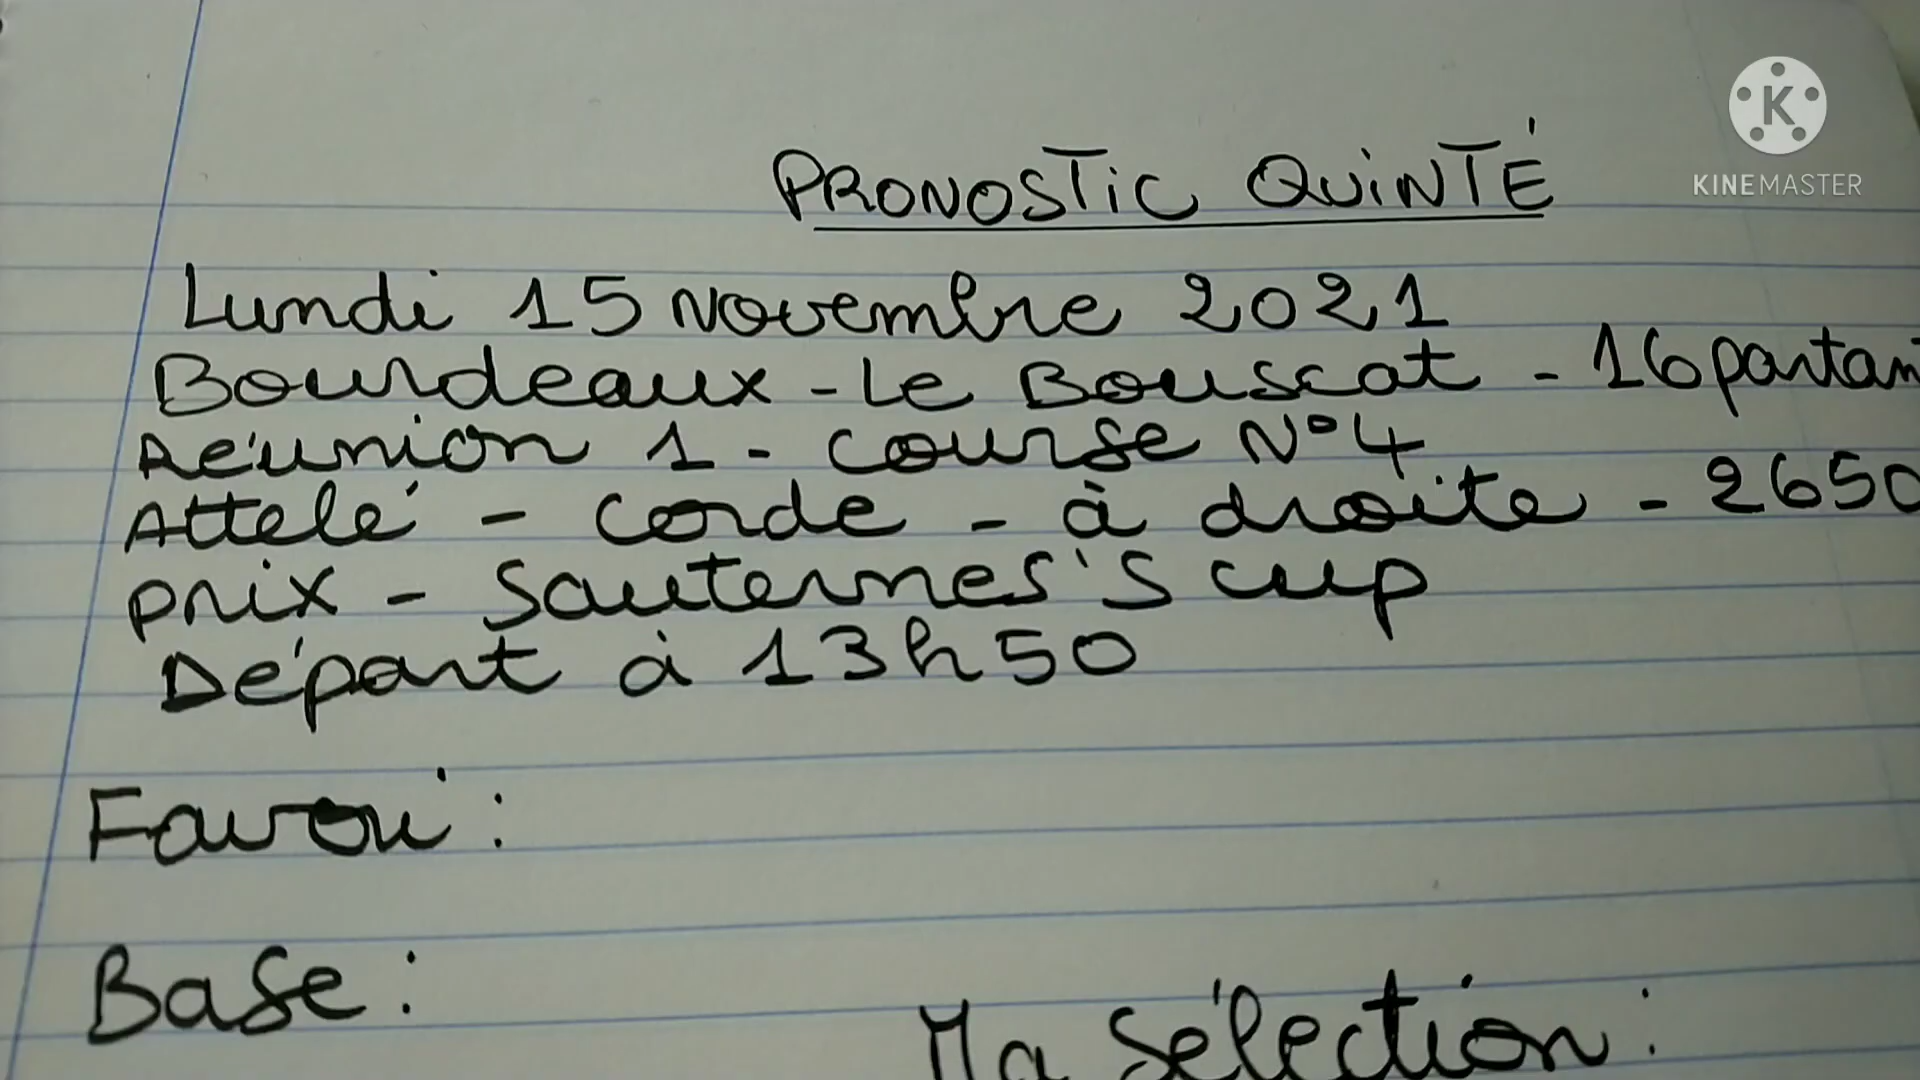 PRONOSTIC QUINTÉ
Lundi 15 Novembre 2021
Bourdeaux - Le Bouscat - 16 partan
Réunion 1 - course N°4
Attelé - corde - à droite - 2650
prix - Sauternes's cup
Départ à 13h50
Favori :
Base :
Ma Sélection :
K
KINEMASTER